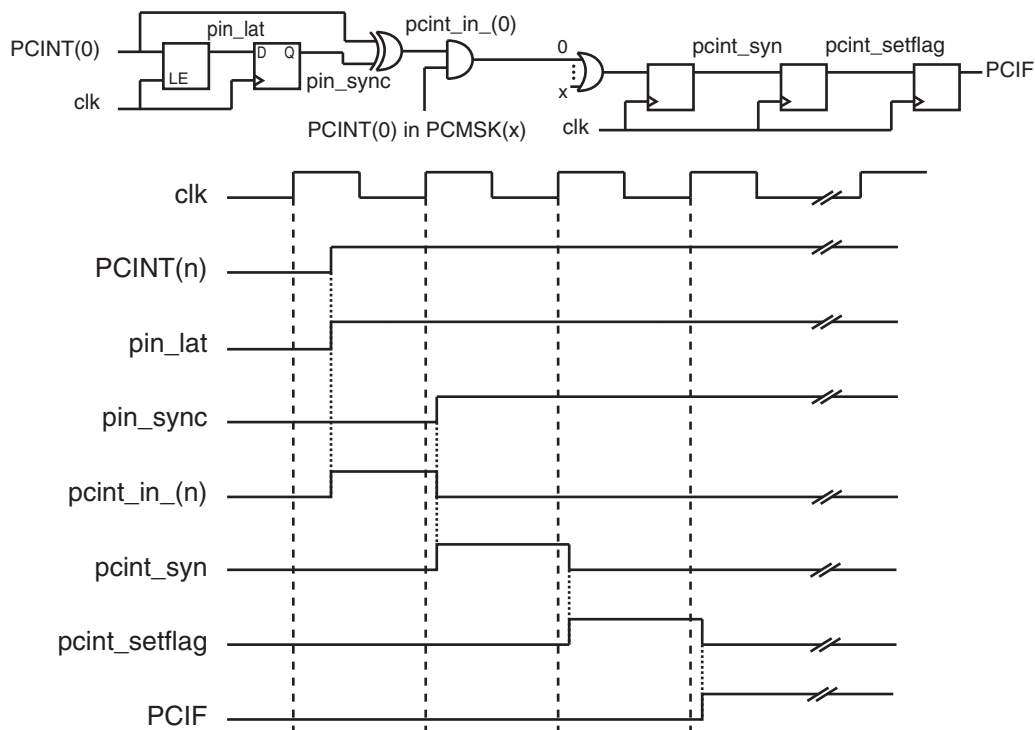 pin_lat
pcint_in_(0)
pcint_syn
pcint_setflag
PCINT(0)
0
D
Q
PCIF
LE
pin_sync
x
clk
PCINT(0) in PCMSK(x)
clk
clk
PCINT(n)
pin_lat
pin_sync
pcint_in_(n)
pcint_syn
pcint_setflag
PCIF